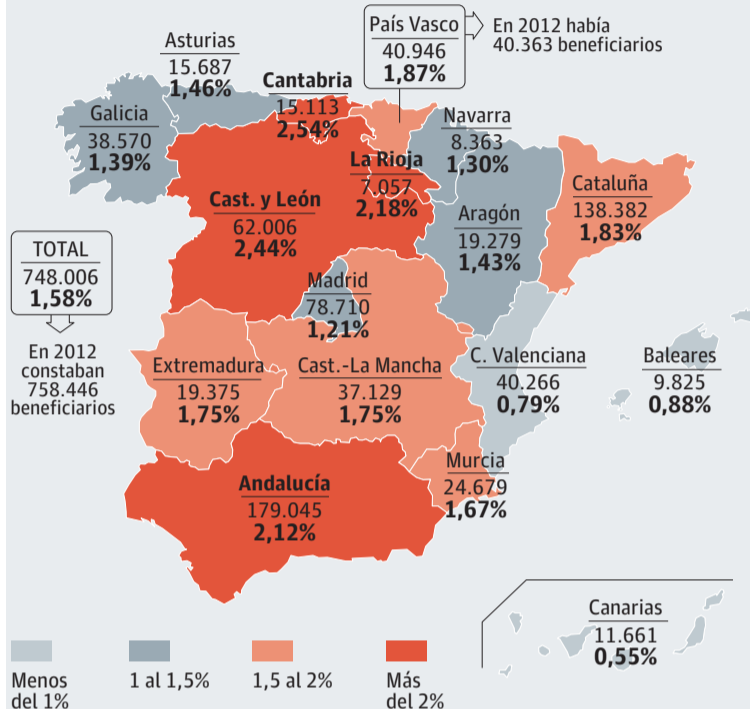 País Vasco
40.946
1,87%
En 2012 había
40.363 beneficiarios
Asturias
15.687
1,46%
Cantabria
15.113
2,54%
Galicia
38.570
1,39%
Navarra
8.363
1,30%
La Rioja
7.057
2,18%
Cataluña
138.382
1,83%
Cast. y León
62.006
2,44%
Aragón
19.279
1,43%
TOTAL
748.006
1,58%
En 2012
constaban
758.446
beneficiarios
Madrid
78.710
1,21%
Extremadura
19.375
1,75%
Cast.-La Mancha
37.129
1,75%
C. Valenciana
40.266
0,79%
Baleares
9.825
0,88%
Murcia
24.679
1,67%
Andalucía
179.045
2,12%
Canarias
11.661
0,55%
Menos
del 1%
1 al 1,5%
1,5 al 2%
Más
del 2%